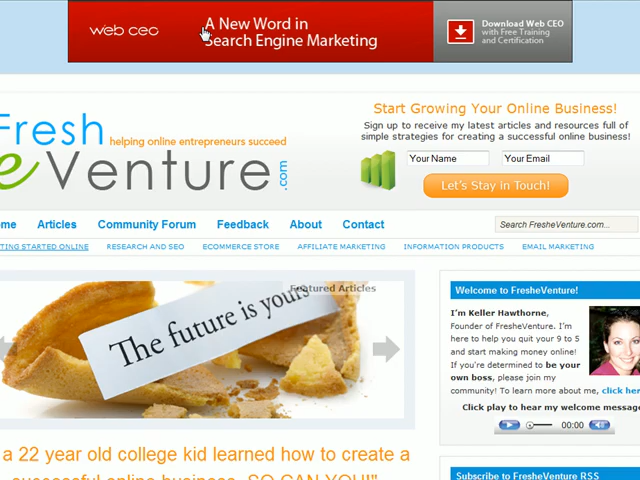 web ceo
A New Word in
Search Engine Marketing
Download Web CEO
with Free Training
and Certification
Fresh
helping online entrepreneurs succeed
eVenture.com
Start Growing Your Online Business!
Sign up to receive my latest articles and resources full of
simple strategies for creating a successful online business!
Your Name
Your Email
Let's Stay in Touch!
me Articles Community Forum Feedback About Contact
Search FresheVenture.com...
TING STARTED ONLINE RESEARCH AND SEO ECOMMERCE STORE AFFILIATE MARKETING INFORMATION PRODUCTS EMAIL MARKETING
Featured Articles
The future is yours
Welcome to FresheVenture!
I'm Keller Hawthorne,
Founder of FresheVenture. I'm
here to help you quit your 9 to 5
and start making money online!
If you're determined to be your
own boss, please join my
community! To learn more about me, click her
Click play to hear my welcome message
00:00
a 22 year old college kid learned how to create a
successful online business, SO CAN YOU!"
Subscribe to FresheVenture RSS